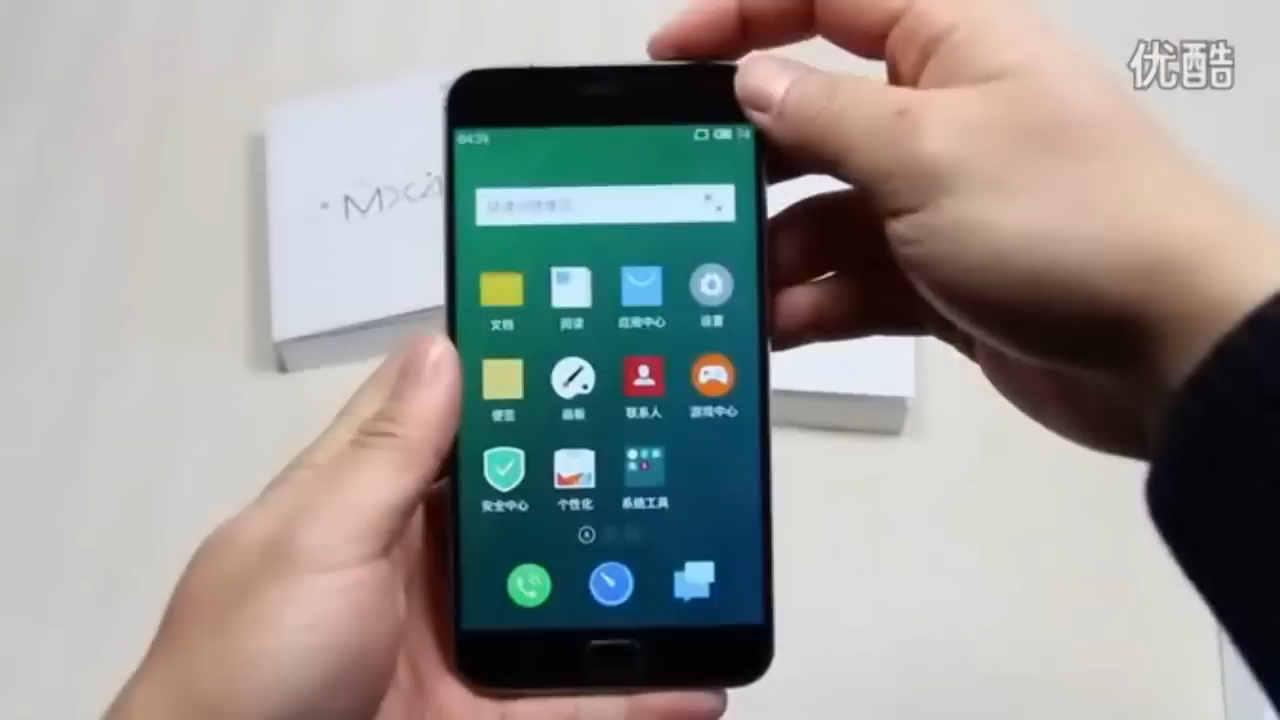 优酷
MX4
文档 阅读 应用中心 设置
便签 画板 联系人 游戏中心
安全中心 个性化 系统工具